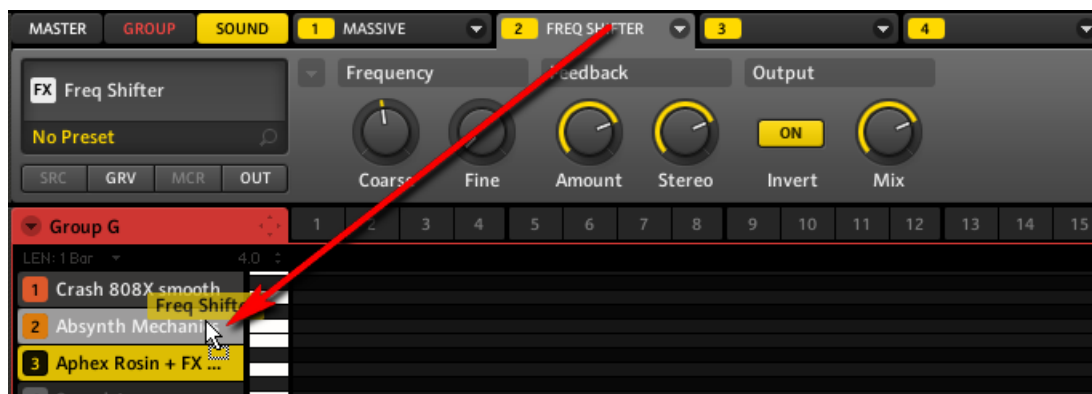 MASTER GROUP SOUND 1 MASSIVE 2 FREQ SHIFTER 3 4
FX Freq Shifter
Frequency Feedback Output
No Preset
ON
SRC GRV MCR OUT
Coarse Fine Amount Stereo Invert Mix
Group G 1 2 3 4 5 6 7 8 9 10 11 12 13 14 15
LEN: 1 Bar 4.0
1 Crash 808X smooth
Freq Shifte
2 Absynth Mechani
3 Aphex Rosin + FX ...